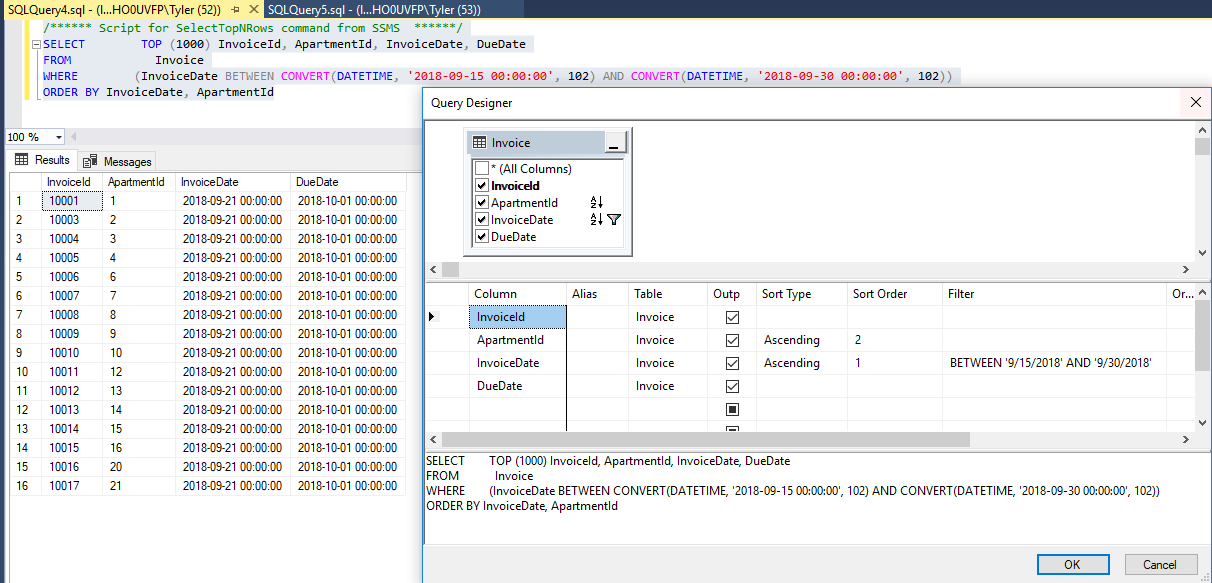 SQLQuery4.sql - (l...HO0UVFP\Tyler (52)) SQLQuery5.sql - (l...HO0UVFP\Tyler (53))
/****** Script for SelectTopNRows command from SSMS ******/
SELECT TOP (1000) InvoiceId, ApartmentId, InvoiceDate, DueDate
FROM Invoice
WHERE (InvoiceDate BETWEEN CONVERT(DATETIME, '2018-09-15 00:00:00', 102) AND CONVERT(DATETIME, '2018-09-30 00:00:00', 102))
ORDER BY InvoiceDate, ApartmentId
100 %
Results Messages
InvoiceId ApartmentId InvoiceDate DueDate
1 10001 1 2018-09-21 00:00:00 2018-10-01 00:00:00
2 10003 2 2018-09-21 00:00:00 2018-10-01 00:00:00
3 10004 3 2018-09-21 00:00:00 2018-10-01 00:00:00
4 10005 4 2018-09-21 00:00:00 2018-10-01 00:00:00
5 10006 6 2018-09-21 00:00:00 2018-10-01 00:00:00
6 10007 7 2018-09-21 00:00:00 2018-10-01 00:00:00
7 10008 8 2018-09-21 00:00:00 2018-10-01 00:00:00
8 10009 9 2018-09-21 00:00:00 2018-10-01 00:00:00
9 10010 10 2018-09-21 00:00:00 2018-10-01 00:00:00
10 10011 12 2018-09-21 00:00:00 2018-10-01 00:00:00
11 10012 13 2018-09-21 00:00:00 2018-10-01 00:00:00
12 10013 14 2018-09-21 00:00:00 2018-10-01 00:00:00
13 10014 15 2018-09-21 00:00:00 2018-10-01 00:00:00
14 10015 16 2018-09-21 00:00:00 2018-10-01 00:00:00
15 10016 20 2018-09-21 00:00:00 2018-10-01 00:00:00
16 10017 21 2018-09-21 00:00:00 2018-10-01 00:00:00
Query Designer
Invoice
* (All Columns)
InvoiceId
ApartmentId
InvoiceDate
DueDate
Column Alias Table Outp Sort Type Sort Order Filter Or...
InvoiceId Invoice
ApartmentId Invoice Ascending 2
InvoiceDate Invoice Ascending 1 BETWEEN '9/15/2018' AND '9/30/2018'
DueDate Invoice
SELECT TOP (1000) InvoiceId, ApartmentId, InvoiceDate, DueDate
FROM Invoice
WHERE (InvoiceDate BETWEEN CONVERT(DATETIME, '2018-09-15 00:00:00', 102) AND CONVERT(DATETIME, '2018-09-30 00:00:00', 102))
ORDER BY InvoiceDate, ApartmentId
OK Cancel